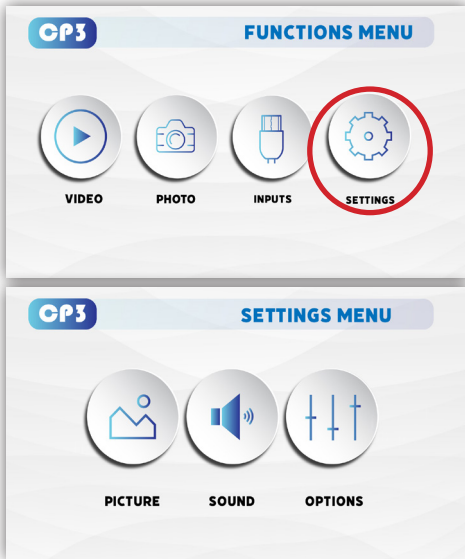 CP3 FUNCTIONS MENU
VIDEO PHOTO INPUTS SETTINGS
CP3 SETTINGS MENU
PICTURE SOUND OPTIONS